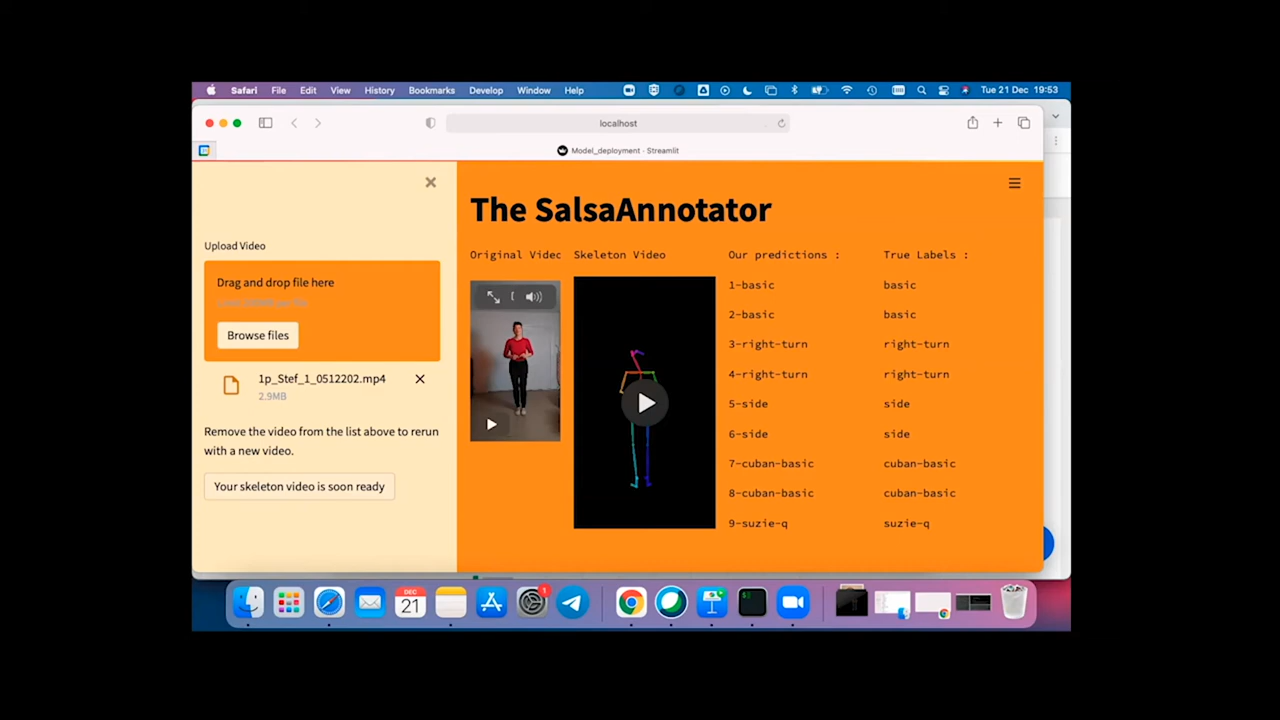 Safari File Edit View History Bookmarks Develop Window Help Tue 21 Dec 19:53
localhost
Model_deployment - Streamlit
Upload Video
Drag and drop file here
Browse files
1p_Stef_1_0512202.mp4
2.9MB
Remove the video from the list above to rerun
with a new video.
Your skeleton video is soon ready
The SalsaAnnotator
Original Videc Skeleton Video Our predictions : True Labels :
1-basic basic
2-basic basic
3-right-turn right-turn
4-right-turn right-turn
5-side side
6-side side
7-cuban-basic cuban-basic
8-cuban-basic cuban-basic
9-suzie-q suzie-q
DEC
21
1